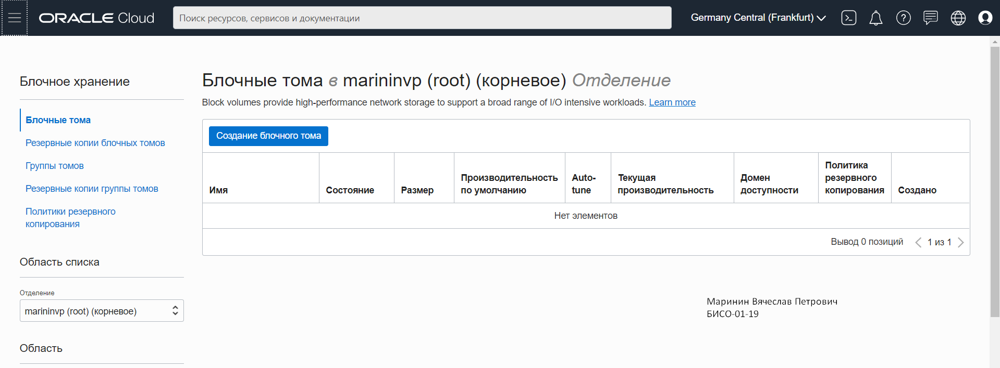 ORACLE Cloud
Поиск ресурсов, сервисов и документации
Germany Central (Frankfurt)
Блочное хранение
Блочные тома
Резервные копии блочных томов
Группы томов
Резервные копии группы томов
Политики резервного
копирования
Область списка
Отделение
marininvp (root) (корневое)
Область
Блочные тома в marininvp (root) (корневое) Отделение
Block volumes provide high-performance network storage to support a broad range of I/O intensive workloads. Learn more
Создание блочного тома
Имя
Состояние
Размер
Производительность
по умолчанию
Auto-
tune
Текущая
производительность
Домен
доступности
Политика
резервного
копирования
Создано
Нет элементов
Вывод 0 позиций
1 из 1
Маринин Вячеслав Петрович
БИСО-01-19